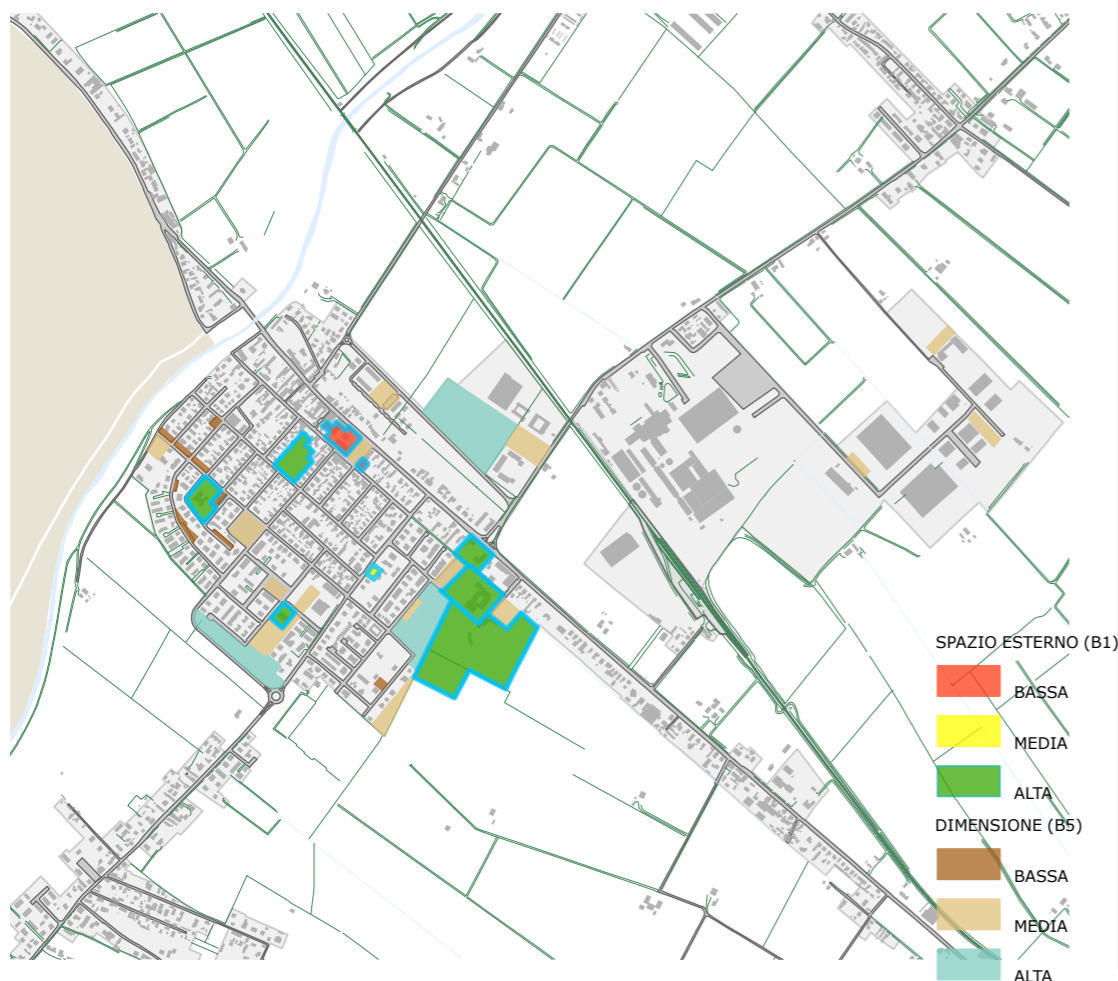 SPAZIO ESTERNO (B1)
BASSA
MEDIA
ALTA
DIMENSIONE (B5)
BASSA
MEDIA
ALTA